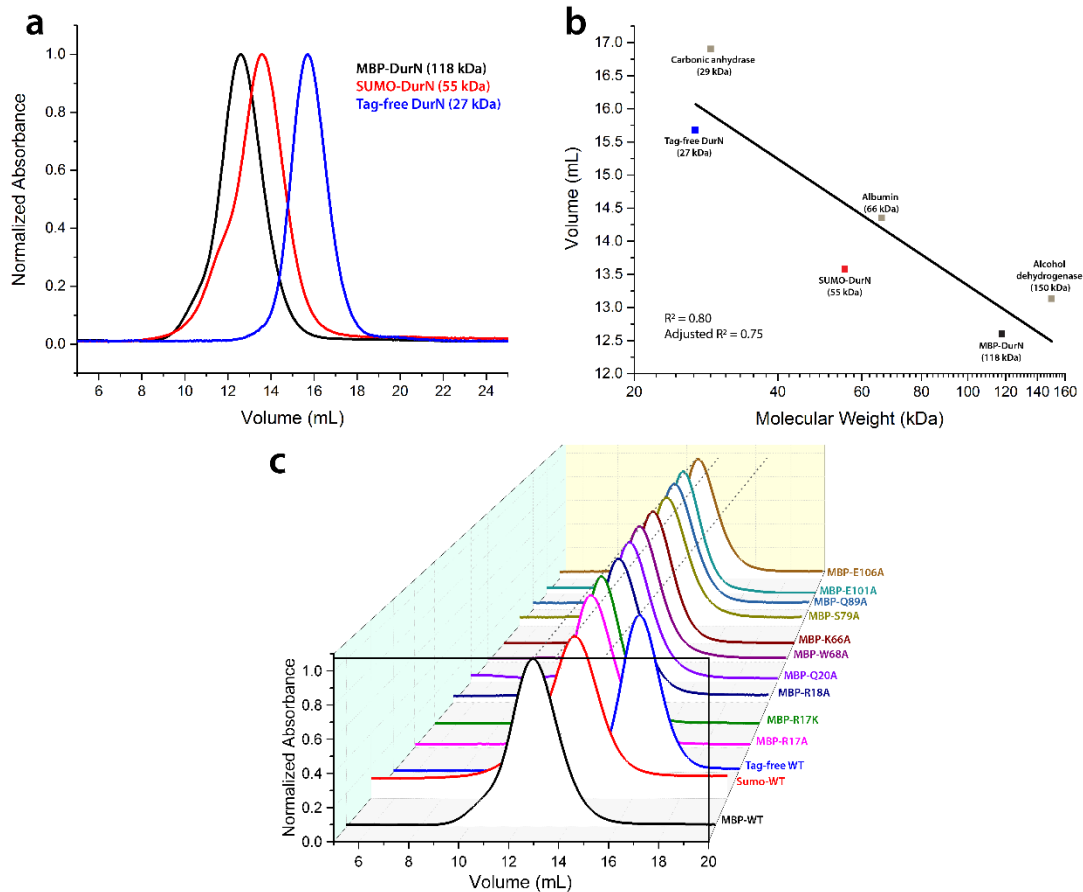 a
1.0
0.8
0.6
0.4
0.2
0.0
Normalized Absorbance
6 8 10 12 14 16 18 20 22 24
Volume (mL)
MBP-DurN (118 kDa)
SUMO-DurN (55 kDa)
Tag-free DurN (27 kDa)
b
17.0
16.5
16.0
15.5
15.0
14.5
14.0
13.5
13.0
12.5
12.0
Volume (mL)
Carbonic anhydrase
(29 kDa)
Tag-free DurN
(27 kDa)
Albumin
(66 kDa)
SUMO-DurN
(55 kDa)
Alcohol
dehydrogenase
(150 kDa)
MBP-DurN
(118 kDa)
R² = 0.80
Adjusted R² = 0.75
20 40 60 80 100 120 140 160
Molecular Weight (kDa)
c
MBP-E106A
MBP-E101A
MBP-Q89A
MBP-S79A
MBP-K66A
MBP-W68A
MBP-Q20A
MBP-R18A
MBP-R17K
MBP-R17A
Tag-free WT
Sumo-WT
MBP-WT
1.0
0.8
0.6
0.4
0.2
0.0
Normalized Absorbance
6 8 10 12 14 16 18 20
Volume (mL)